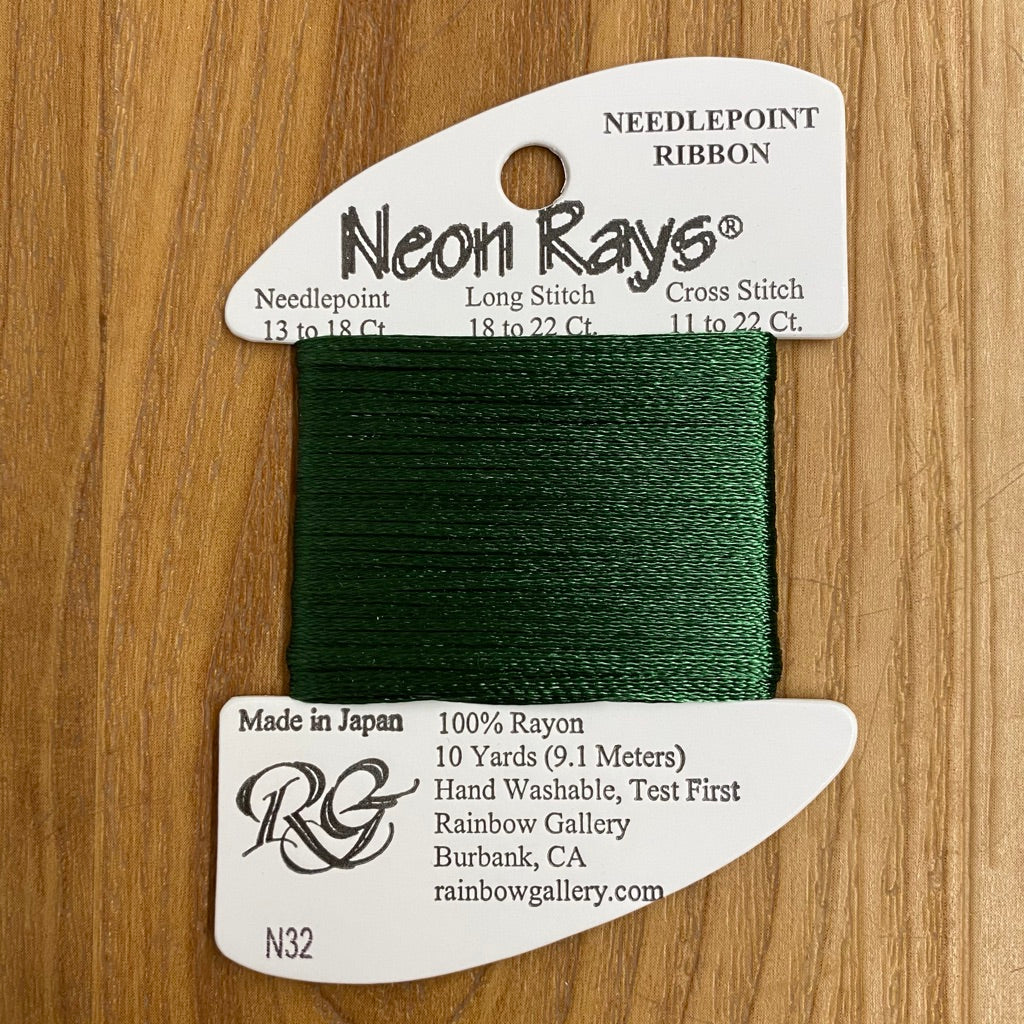 NEEDLEPOINT
RIBBON
Neon Rays®
Needlepoint Long Stitch Cross Stitch
13 to 18 Ct. 18 to 22 Ct. 11 to 22 Ct.
Made in Japan
100% Rayon
10 Yards (9.1 Meters)
Hand Washable, Test First
Rainbow Gallery
Burbank, CA
rainbowgallery.com
RG
N32